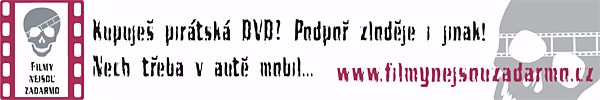 FILMY
NEJSOU
ZADARMO
Kupuješ pirátská DVD? Podpoř zloděje i jinak!
Nech třeba v autě mobil...
www.filmynejsouzadarmo.cz